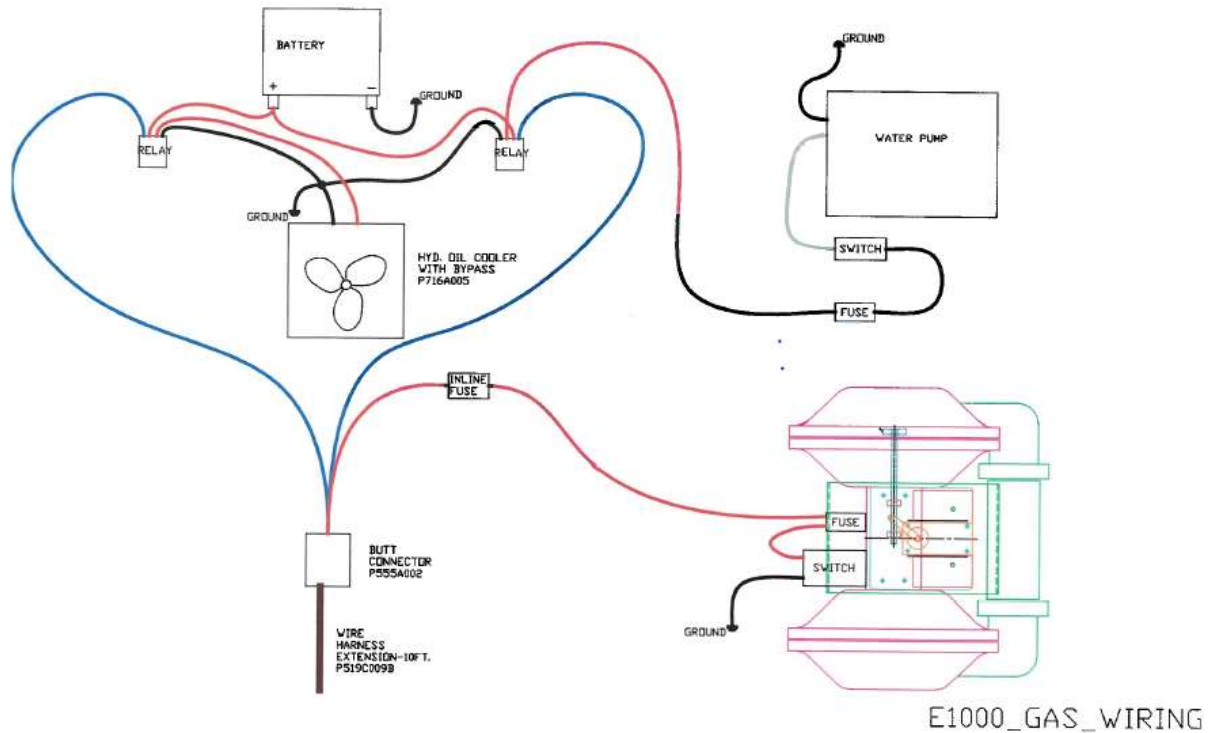 BATTERY
+ -
GROUND
GROUND
RELAY
RELAY
WATER PUMP
GROUND
HYD. OIL COOLER
WITH BYPASS
P716A005
SWITCH
FUSE
INLINE
FUSE
FUSE
SWITCH
BUTT
CONNECTOR
P555A002
GROUND
WIRE
HARNESS
EXTENSION-10FT.
P519C009B
E1000_GAS_WIRING